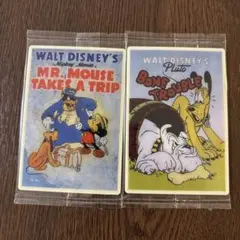 WALT DISNEY'S
Mickey Mouse
MR. MOUSE
TAKES A TRIP
WALT DISNEY'S
Pluto
BONE TROUBLE